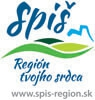 spiš
Región
tvojho srdca
www.spis-region.sk